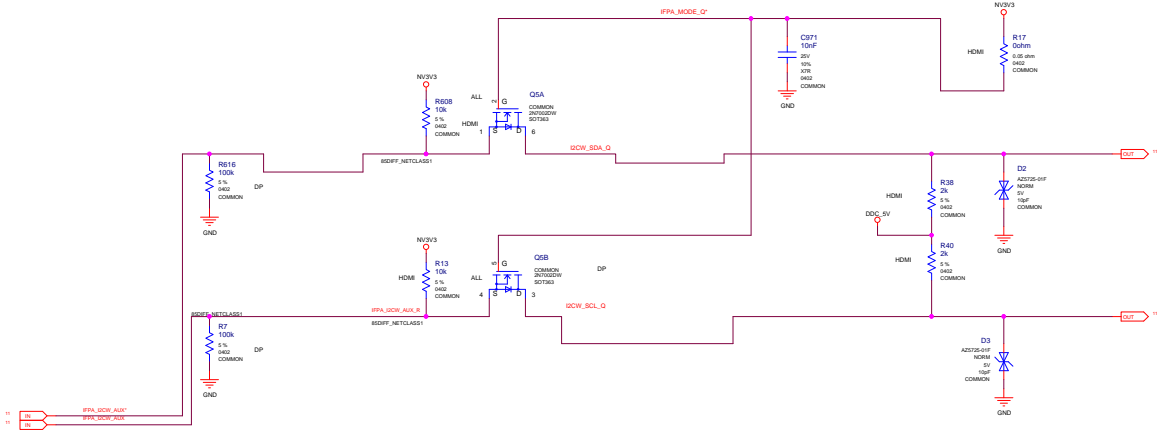 IFPA_MODE_Q*
NV3V3
C971
10nF
25V
10%
X7R
0402
COMMON
GND
HDMI
R17
0ohm
0.05 ohm
0402
COMMON
NV3V3
R608
10k
5 %
0402
COMMON
HDMI
ALL
2
G
Q5A
COMMON
2N7002DW
SOT363
1
S
D
6
85DIFF_NETCLASS1
I2CW_SDA_Q
OUT
11
R616
100k
5 %
0402
COMMON
DP
GND
HDMI
R38
2k
5 %
0402
COMMON
D2
AZ5725-01F
NORM
5V
10pF
COMMON
GND
DDC_5V
HDMI
R40
2k
5 %
0402
COMMON
NV3V3
R13
10k
5 %
0402
COMMON
HDMI
ALL
5
G
Q5B
COMMON
2N7002DW
SOT363
DP
4
S
D
3
I2CW_SCL_Q
OUT
11
85DIFF_NETCLASS1
IFPA_I2CW_AUX_R
85DIFF_NETCLASS1
R7
100k
5 %
0402
COMMON
DP
GND
D3
AZ5725-01F
NORM
5V
10pF
COMMON
GND
11
IN
IFPA_I2CW_AUX*
11
IN
IFPA_I2CW_AUX